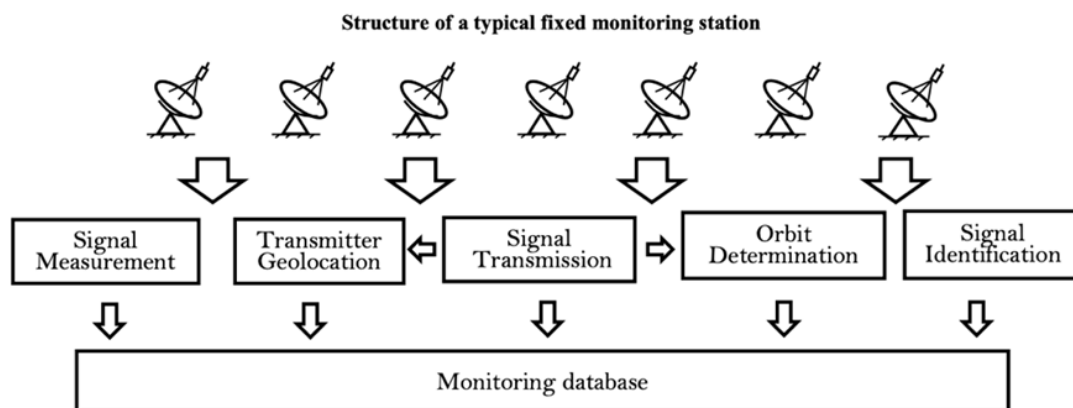 Structure of a typical fixed monitoring station
Signal
Measurement
Transmitter
Geolocation
Signal
Transmission
Orbit
Determination
Signal
Identification
Monitoring database